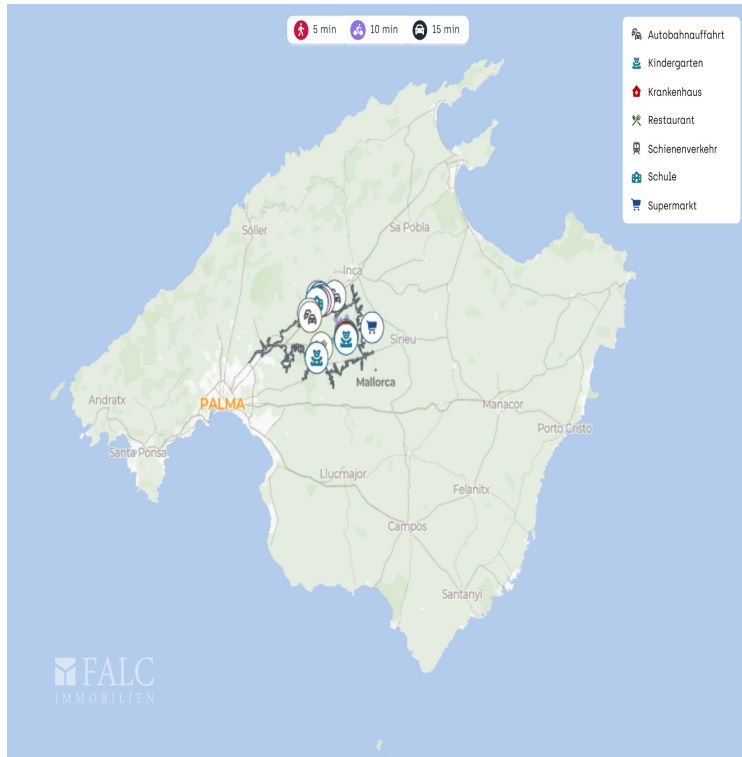 5 min
10 min
15 min
Autobahnauffahrt
Kindergarten
Krankenhaus
Restaurant
Schienenverkehr
Schule
Supermarkt
Sóller
Sa Pobla
Inca
Sineu
Mallorca
Andratx
PALMA
Manacor
Porto Cristo
Santa Ponsa
Llucmajor
Felanitx
Campos
Santanyí
FALC
IMMOBILIEN